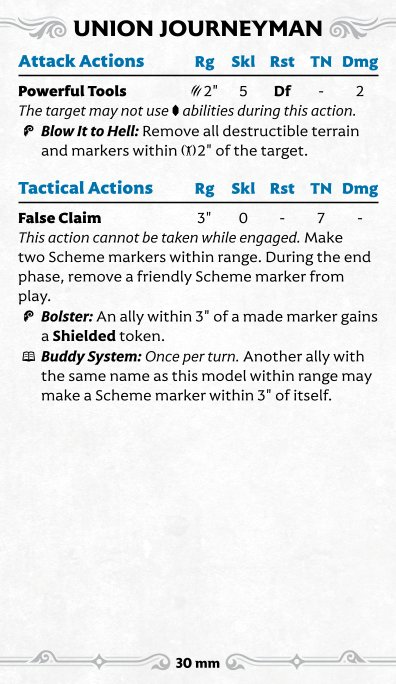 UNION JOURNEYMAN
Attack Actions Rg Skl Rst TN Dmg
Powerful Tools 2" 5 Df - 2
The target may not use abilities during this action.
Blow It to Hell: Remove all destructible terrain
and markers within 2" of the target.
Tactical Actions Rg Skl Rst TN Dmg
False Claim 3" 0 - 7 -
This action cannot be taken while engaged. Make
two Scheme markers within range. During the end
phase, remove a friendly Scheme marker from
play.
Bolster: An ally within 3" of a made marker gains
a Shielded token.
Buddy System: Once per turn. Another ally with
the same name as this model within range may
make a Scheme marker within 3" of itself.
30 mm